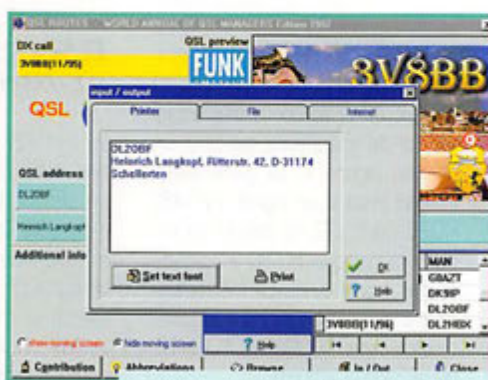 QSL ROUTES - WORLD ANNUAL OF QSL MANAGERS Edition 1997
DX call
QSL preview
3V8BB(11/95)
FUNK
3V8BB
QSL
input / output
Printer
File
Internet
DL2OBF
Heinrich Langkopf, Ritterstr. 42, D-31174
Schellerten
QSL address
DL2OBF
Heinrich Langkopf
Additional info
Set text font
Print
OK
Help
MAN
G0AZT
DK9IP
DL2OBF
3V8BB(11/96)
DL2HBX
show moving screen
hide moving screen
Help
Contribution
Abbreviations
Browse
In / Out
Close